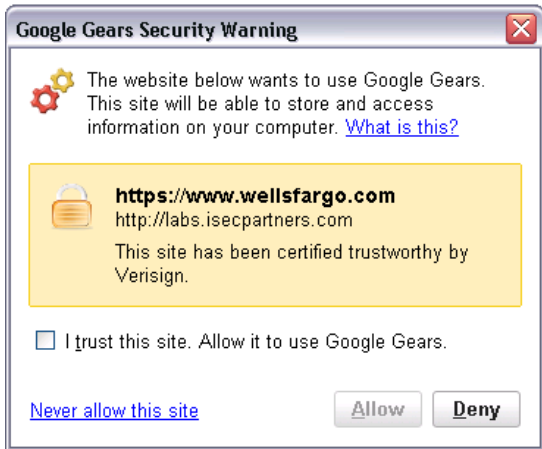 Google Gears Security Warning
The website below wants to use Google Gears.
This site will be able to store and access
information on your computer. What is this?
https://www.wellsfargo.com
http://labs.isecpartners.com
This site has been certified trustworthy by
Verisign.
I trust this site. Allow it to use Google Gears.
Never allow this site
Allow
Deny